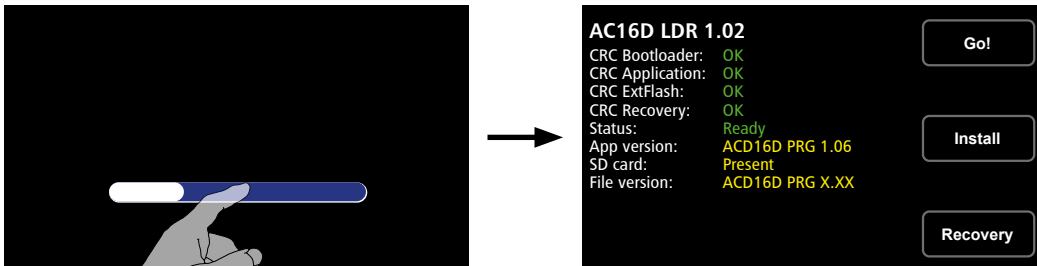 AC16D LDR 1.02
CRC Bootloader: OK
CRC Application: OK
CRC ExtFlash: OK
CRC Recovery: OK
Status: Ready
App version: ACD16D PRG 1.06
SD card: Present
File version: ACD16D PRG X.XX
Go!
Install
Recovery